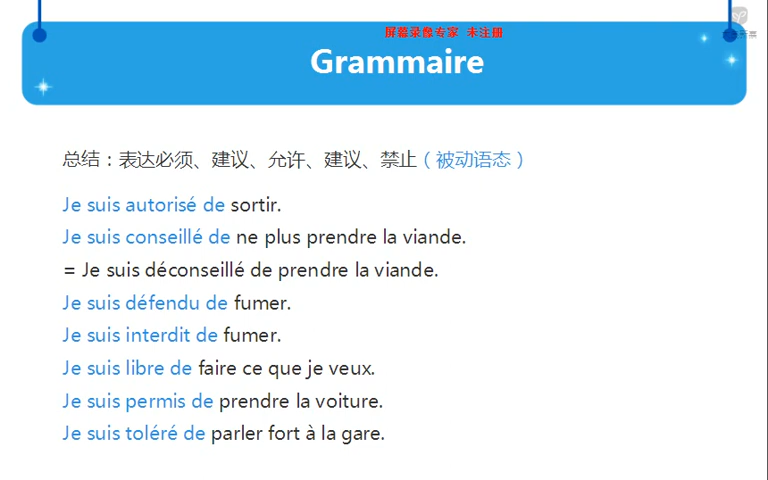 屏幕录像专家 未注册
Grammaire
总结：表达必须、建议、允许、建议、禁止（被动语态）
Je suis autorisé de sortir.
Je suis conseillé de ne plus prendre la viande.
= Je suis déconseillé de prendre la viande.
Je suis défendu de fumer.
Je suis interdit de fumer.
Je suis libre de faire ce que je veux.
Je suis permis de prendre la voiture.
Je suis toléré de parler fort à la gare.